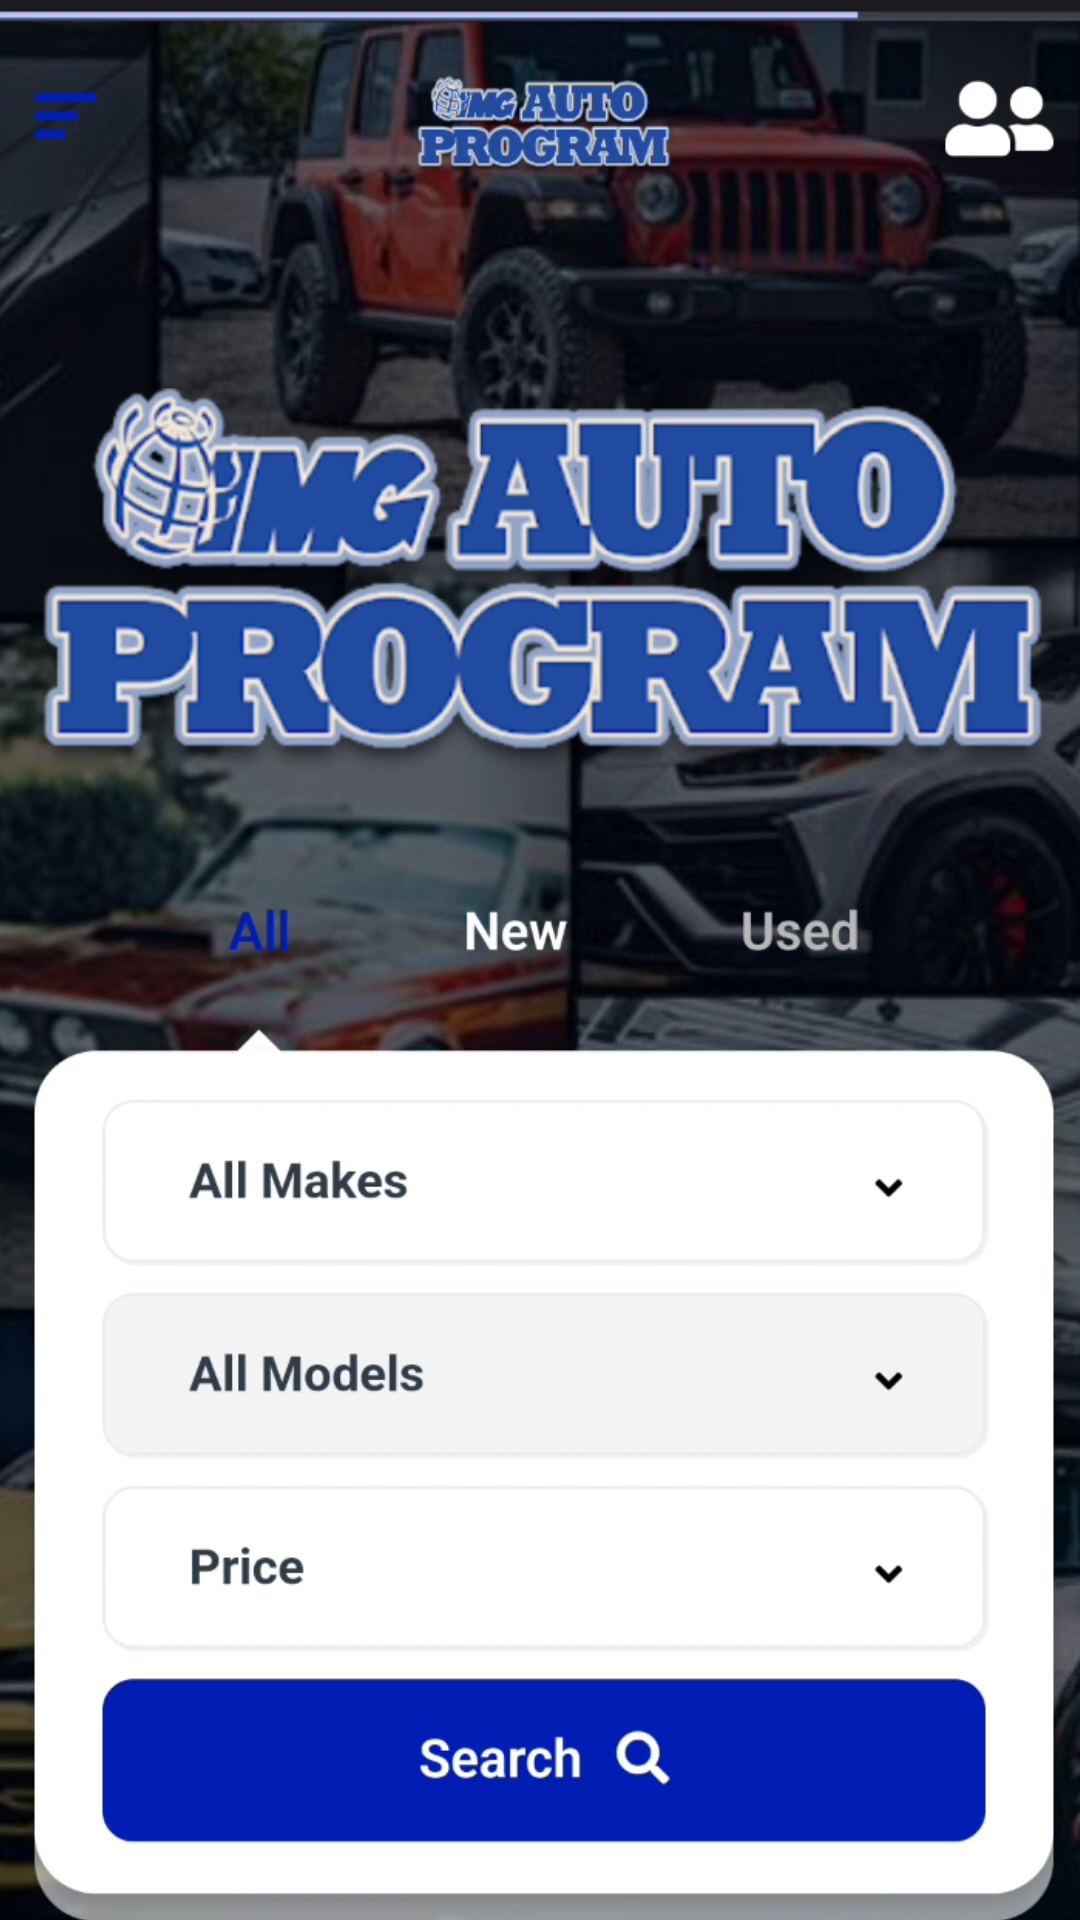 IMG AUTO
PROGRAM
IMG AUTO
PROGRAM
All New Used
All Makes
All Models
Price
Search